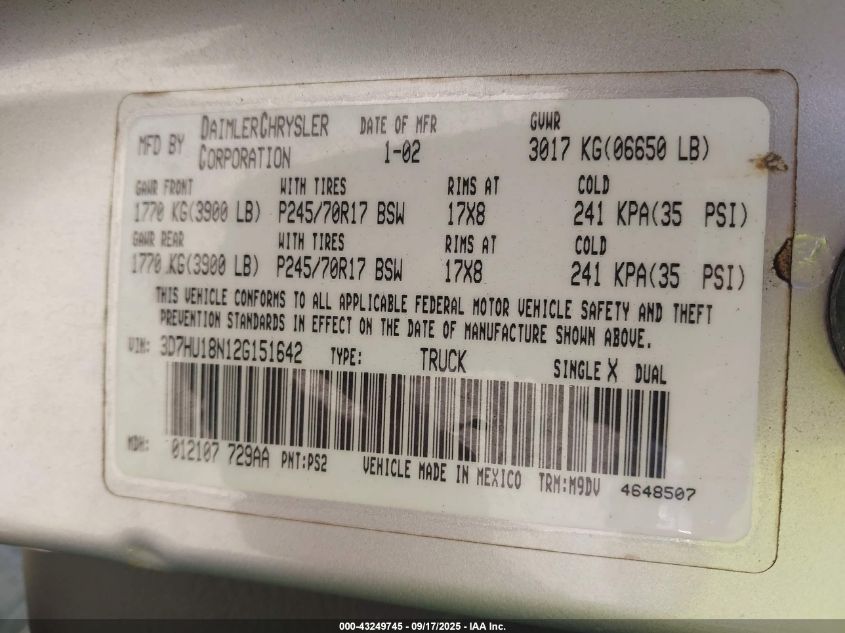 MFD BY DAIMLERCHRYSLER CORPORATION DATE OF MFR 1-02 GVWR 3017 KG(06650 LB)
GAWR FRONT WITH TIRES RIMS AT COLD
1770 KG(3900 LB) P245/70R17 BSW 17X8 241 KPA(35 PSI)
GAWR REAR WITH TIRES RIMS AT COLD
1770 KG(3900 LB) P245/70R17 BSW 17X8 241 KPA(35 PSI)
THIS VEHICLE CONFORMS TO ALL APPLICABLE FEDERAL MOTOR VEHICLE SAFETY AND THEFT
PREVENTION STANDARDS IN EFFECT ON THE DATE OF MANUFACTURE SHOWN ABOVE.
VIN: 3D7HU18N12G151642 TYPE: TRUCK SINGLE X DUAL
MDH: 012107 729AA PNT:PS2 VEHICLE MADE IN MEXICO TRM:M9DV 4648507
000-43249745 - 09/17/2025 - IAA Inc.